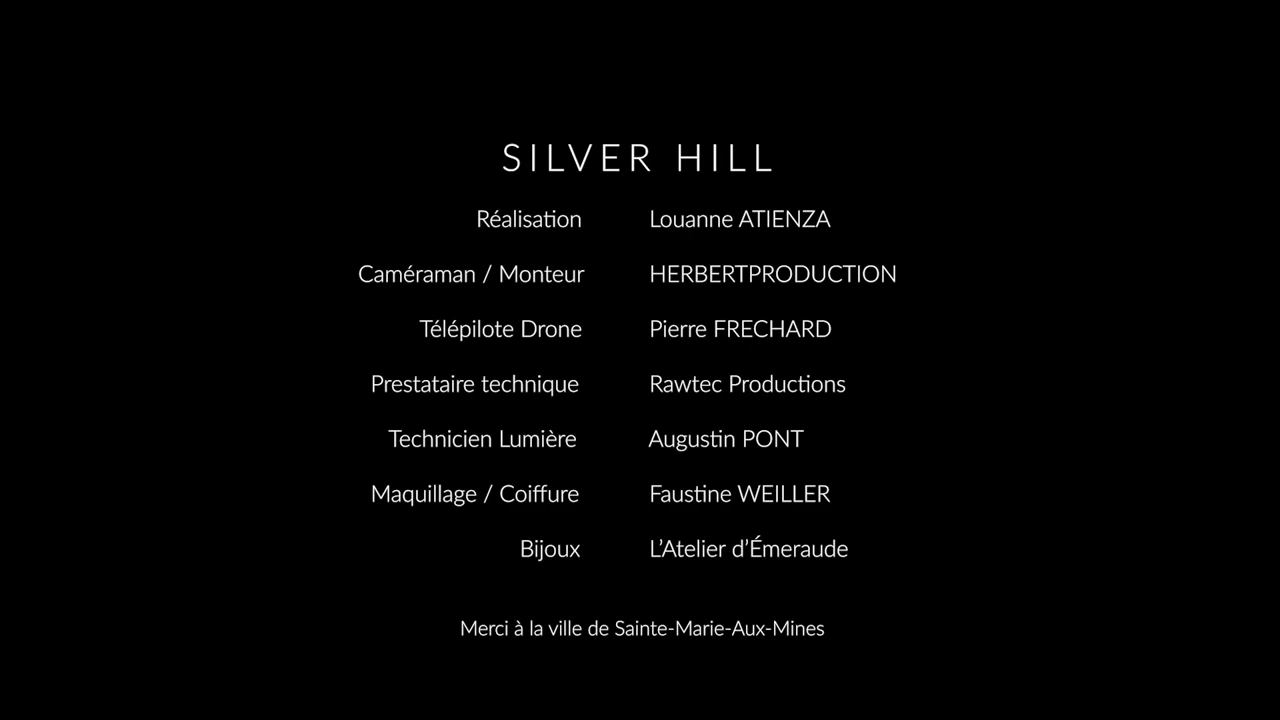 SILVER HILL
Réalisation Louanne ATIENZA
Caméraman / Monteur HERBERTPRODUCTION
Télépilote Drone Pierre FRECHARD
Prestataire technique Rawtec Productions
Technicien Lumière Augustin PONT
Maquillage / Coiffure Faustine WEILLER
Bijoux L’Atelier d’Émeraude
Merci à la ville de Sainte-Marie-Aux-Mines